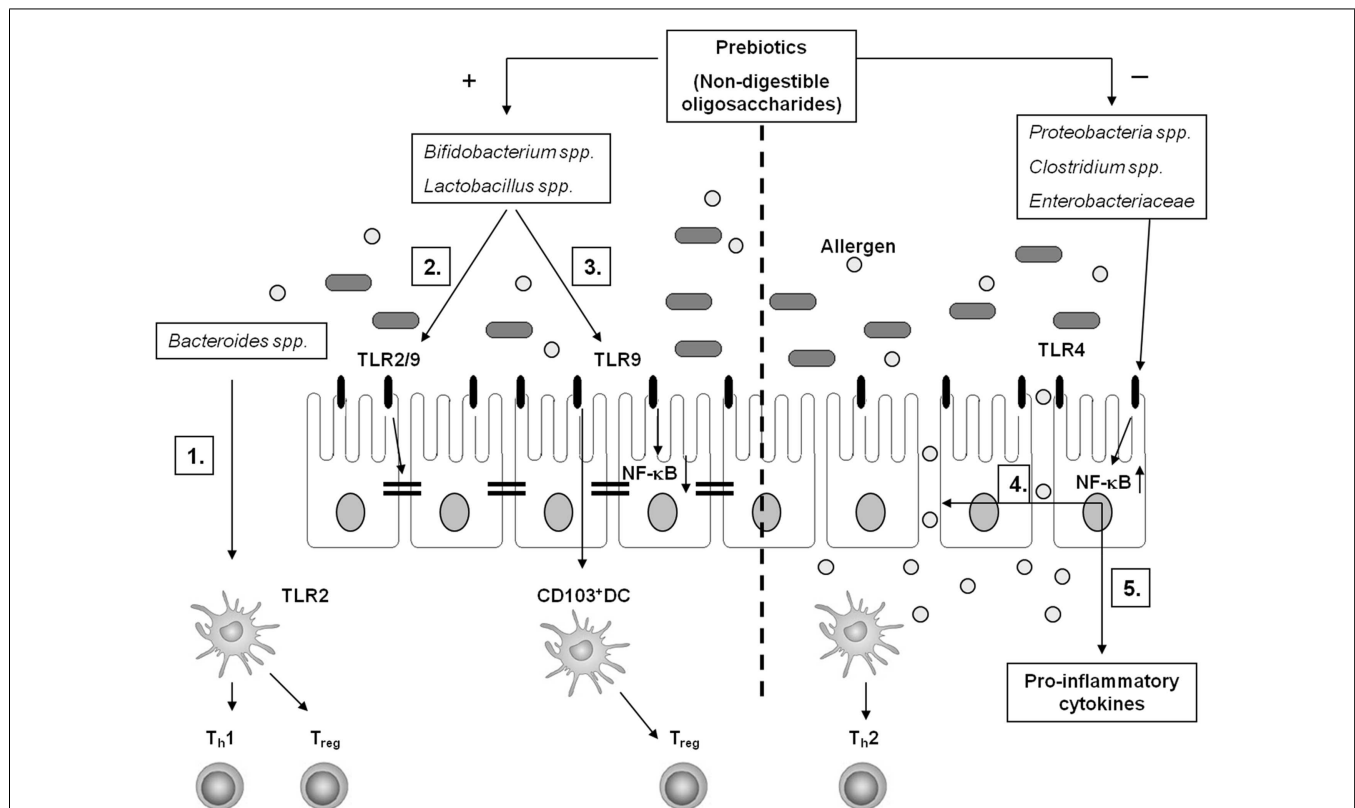 Prebiotics
(Non-digestible
oligosaccharides)
+
−
Bifidobacterium spp.
Lactobacillus spp.
Proteobacteria spp.
Clostridium spp.
Enterobacteriaceae
2.
3.
Allergen
Bacteroides spp.
TLR2/9
TLR9
TLR4
1.
NF-κB
4.
NF-κB
5.
TLR2
CD103⁺DC
Pro-inflammatory
cytokines
Tₕ1
Treg
Treg
Tₕ2